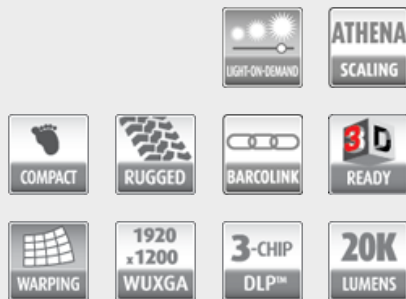 LIGHT-ON-DEMAND
ATHENA
SCALING
COMPACT
RUGGED
BARCOLINK
3D
READY
WARPING
1920
x1200
WUXGA
3-CHIP
DLP™
20K
LUMENS